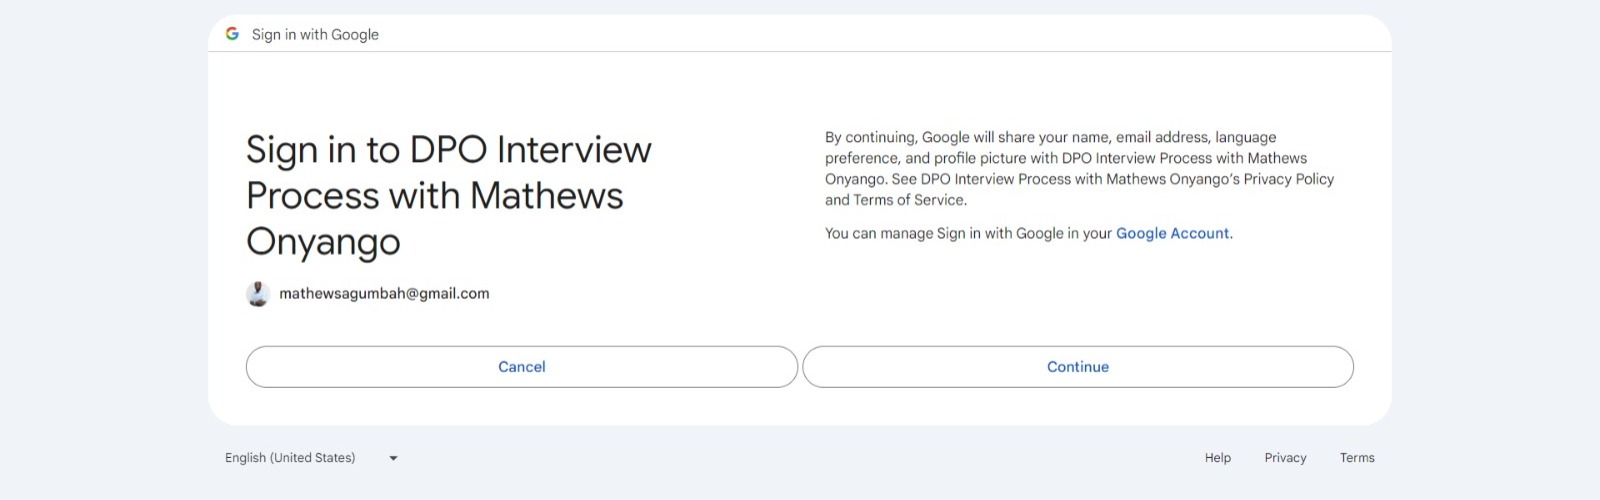 Sign in with Google
Sign in to DPO Interview
Process with Mathews
Onyango
mathewsagumbah@gmail.com
By continuing, Google will share your name, email address, language
preference, and profile picture with DPO Interview Process with Mathews
Onyango. See DPO Interview Process with Mathews Onyango’s Privacy Policy
and Terms of Service.
You can manage Sign in with Google in your Google Account.
Cancel
Continue
English (United States)
Help
Privacy
Terms